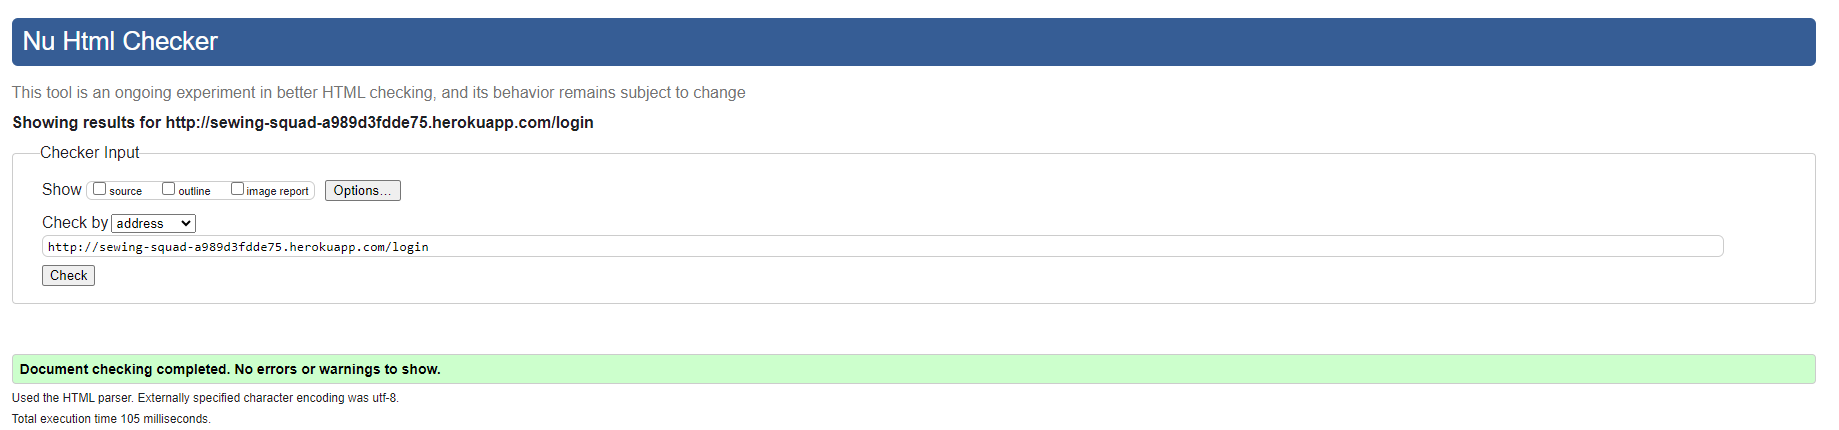 Nu Html Checker
This tool is an ongoing experiment in better HTML checking, and its behavior remains subject to change
Showing results for http://sewing-squad-a989d3fdde75.herokuapp.com/login
Checker Input
Show source outline image report Options...
Check by address
http://sewing-squad-a989d3fdde75.herokuapp.com/login
Check
Document checking completed. No errors or warnings to show.
Used the HTML parser. Externally specified character encoding was utf-8.
Total execution time 105 milliseconds.